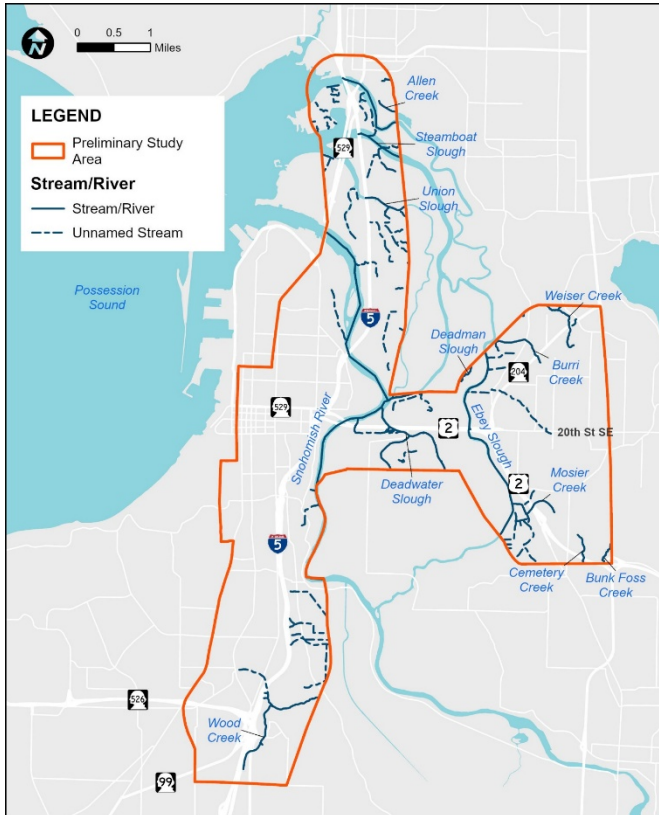 N
0 0.5 1
Miles
LEGEND
Preliminary Study
Area
Stream/River
Stream/River
Unnamed Stream
Allen
Creek
Steamboat
Slough
529
Union
Slough
Possession
Sound
5
Weiser Creek
Deadman
Slough
204
Burri
Creek
529
Snohomish River
2
Ebey Slough
20th St SE
Deadwater
Slough
2
Mosier
Creek
5
Cemetery
Creek
Bunk Foss
Creek
526
Wood
Creek
99